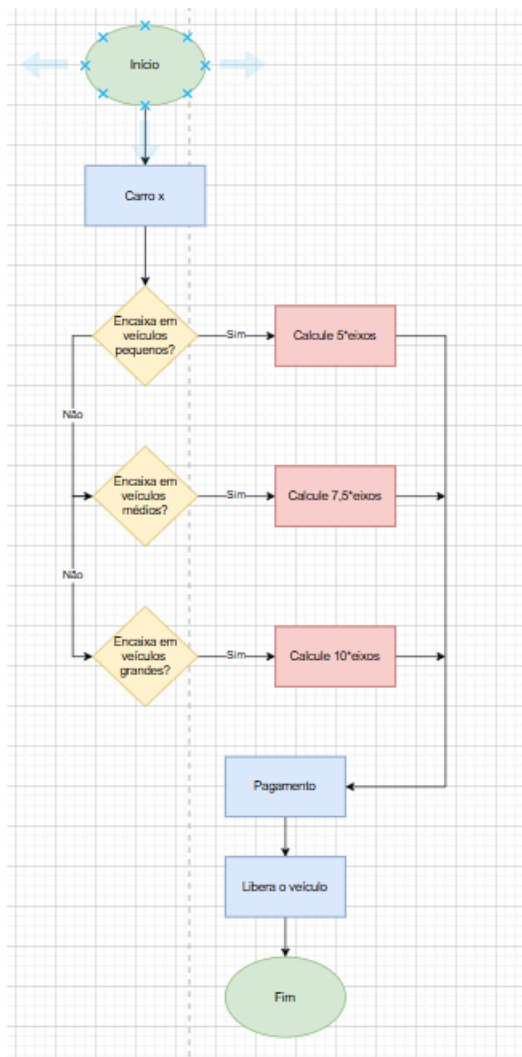 Início
Carro x
Encaixa em
veículos
pequenos?
Sim
Calcule 5*eixos
Não
Encaixa em
veículos
médios?
Sim
Calcule 7,5*eixos
Não
Encaixa em
veículos
grandes?
Sim
Calcule 10*eixos
Pagamento
Libera o veículo
Fim